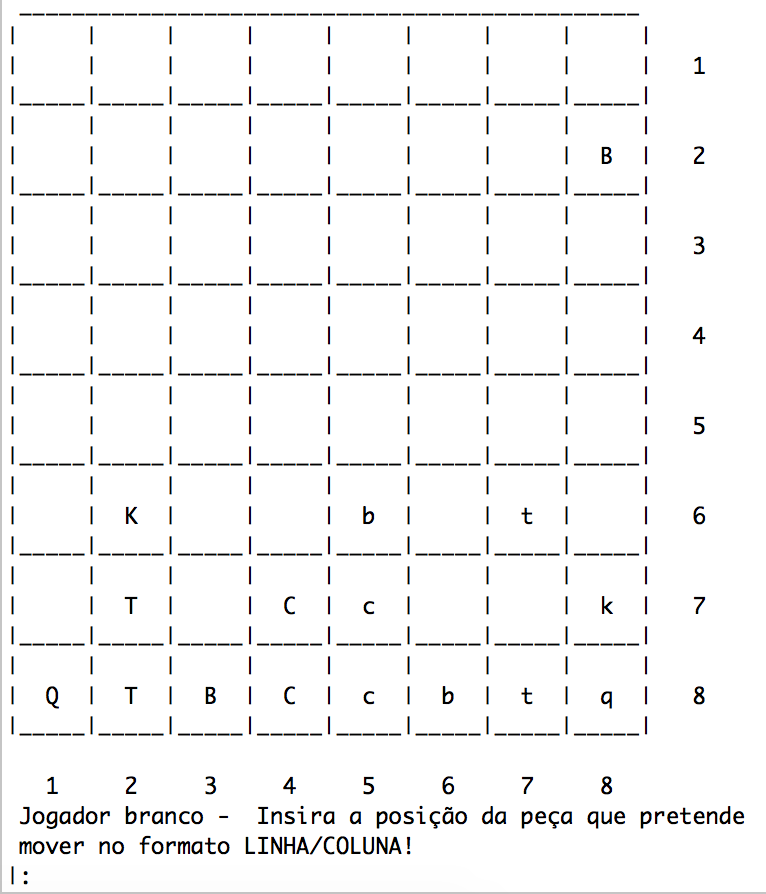 1
B 2
3
4
5
K b t 6
T C c k 7
Q T B C c b t q 8
1 2 3 4 5 6 7 8
Jogador branco - Insira a posição da peça que pretende
mover no formato LINHA/COLUNA!
|: